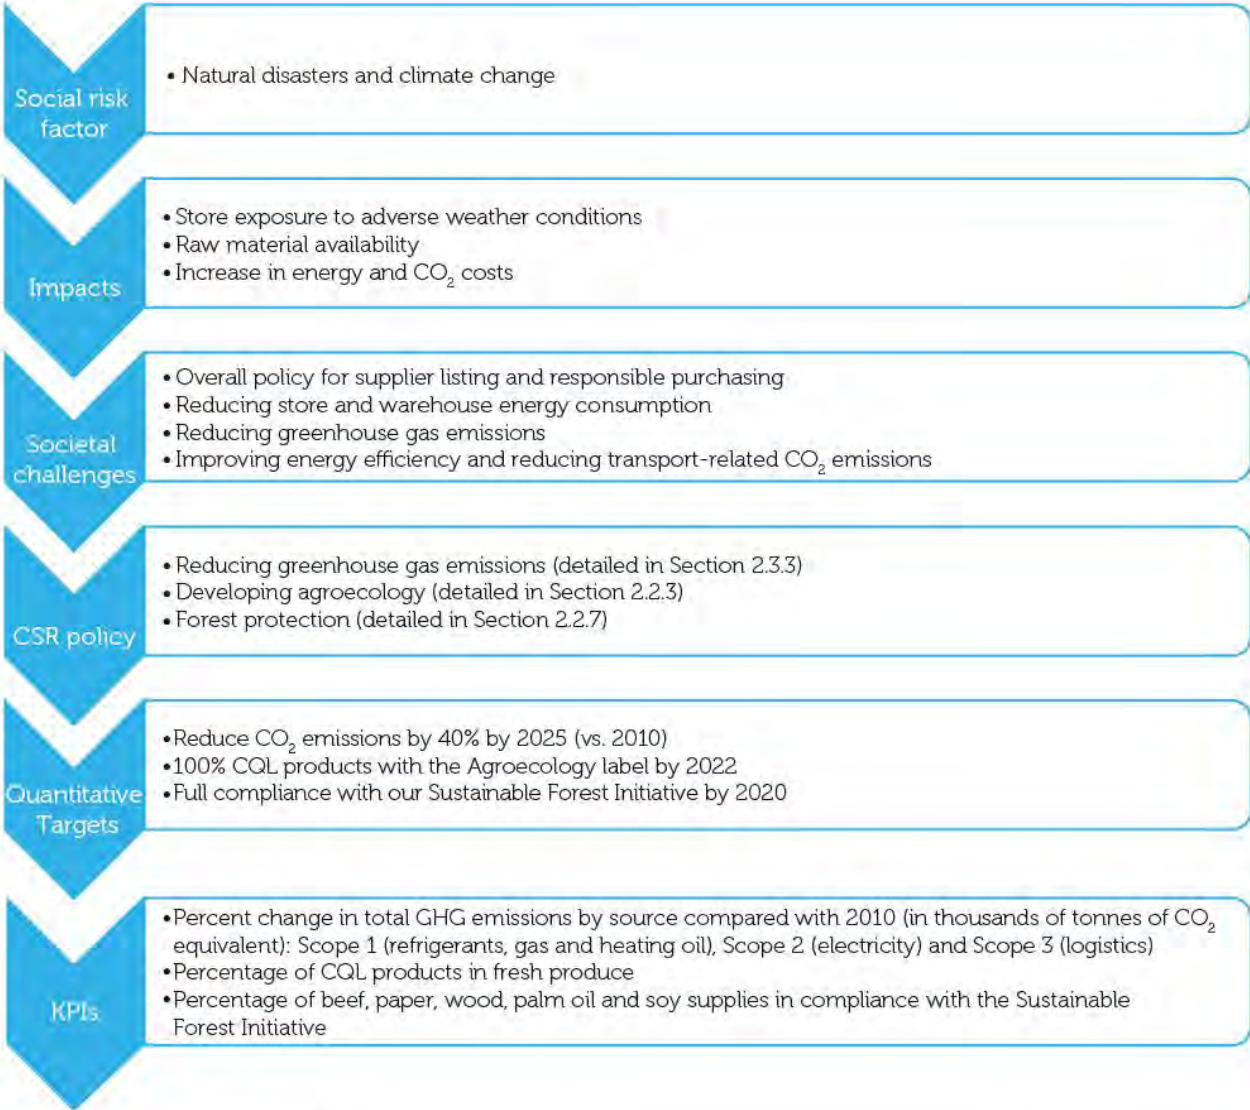 Social risk
factor
• Natural disasters and climate change
Impacts
• Store exposure to adverse weather conditions
• Raw material availability
• Increase in energy and CO₂ costs
Societal
challenges
• Overall policy for supplier listing and responsible purchasing
• Reducing store and warehouse energy consumption
• Reducing greenhouse gas emissions
• Improving energy efficiency and reducing transport-related CO₂ emissions
CSR policy
• Reducing greenhouse gas emissions (detailed in Section 2.3.3)
• Developing agroecology (detailed in Section 2.2.3)
• Forest protection (detailed in Section 2.2.7)
Quantitative
Targets
• Reduce CO₂ emissions by 40% by 2025 (vs. 2010)
• 100% CQL products with the Agroecology label by 2022
• Full compliance with our Sustainable Forest Initiative by 2020
KPIs
• Percent change in total GHG emissions by source compared with 2010 (in thousands of tonnes of CO₂
equivalent): Scope 1 (refrigerants, gas and heating oil), Scope 2 (electricity) and Scope 3 (logistics)
• Percentage of CQL products in fresh produce
• Percentage of beef, paper, wood, palm oil and soy supplies in compliance with the Sustainable
Forest Initiative